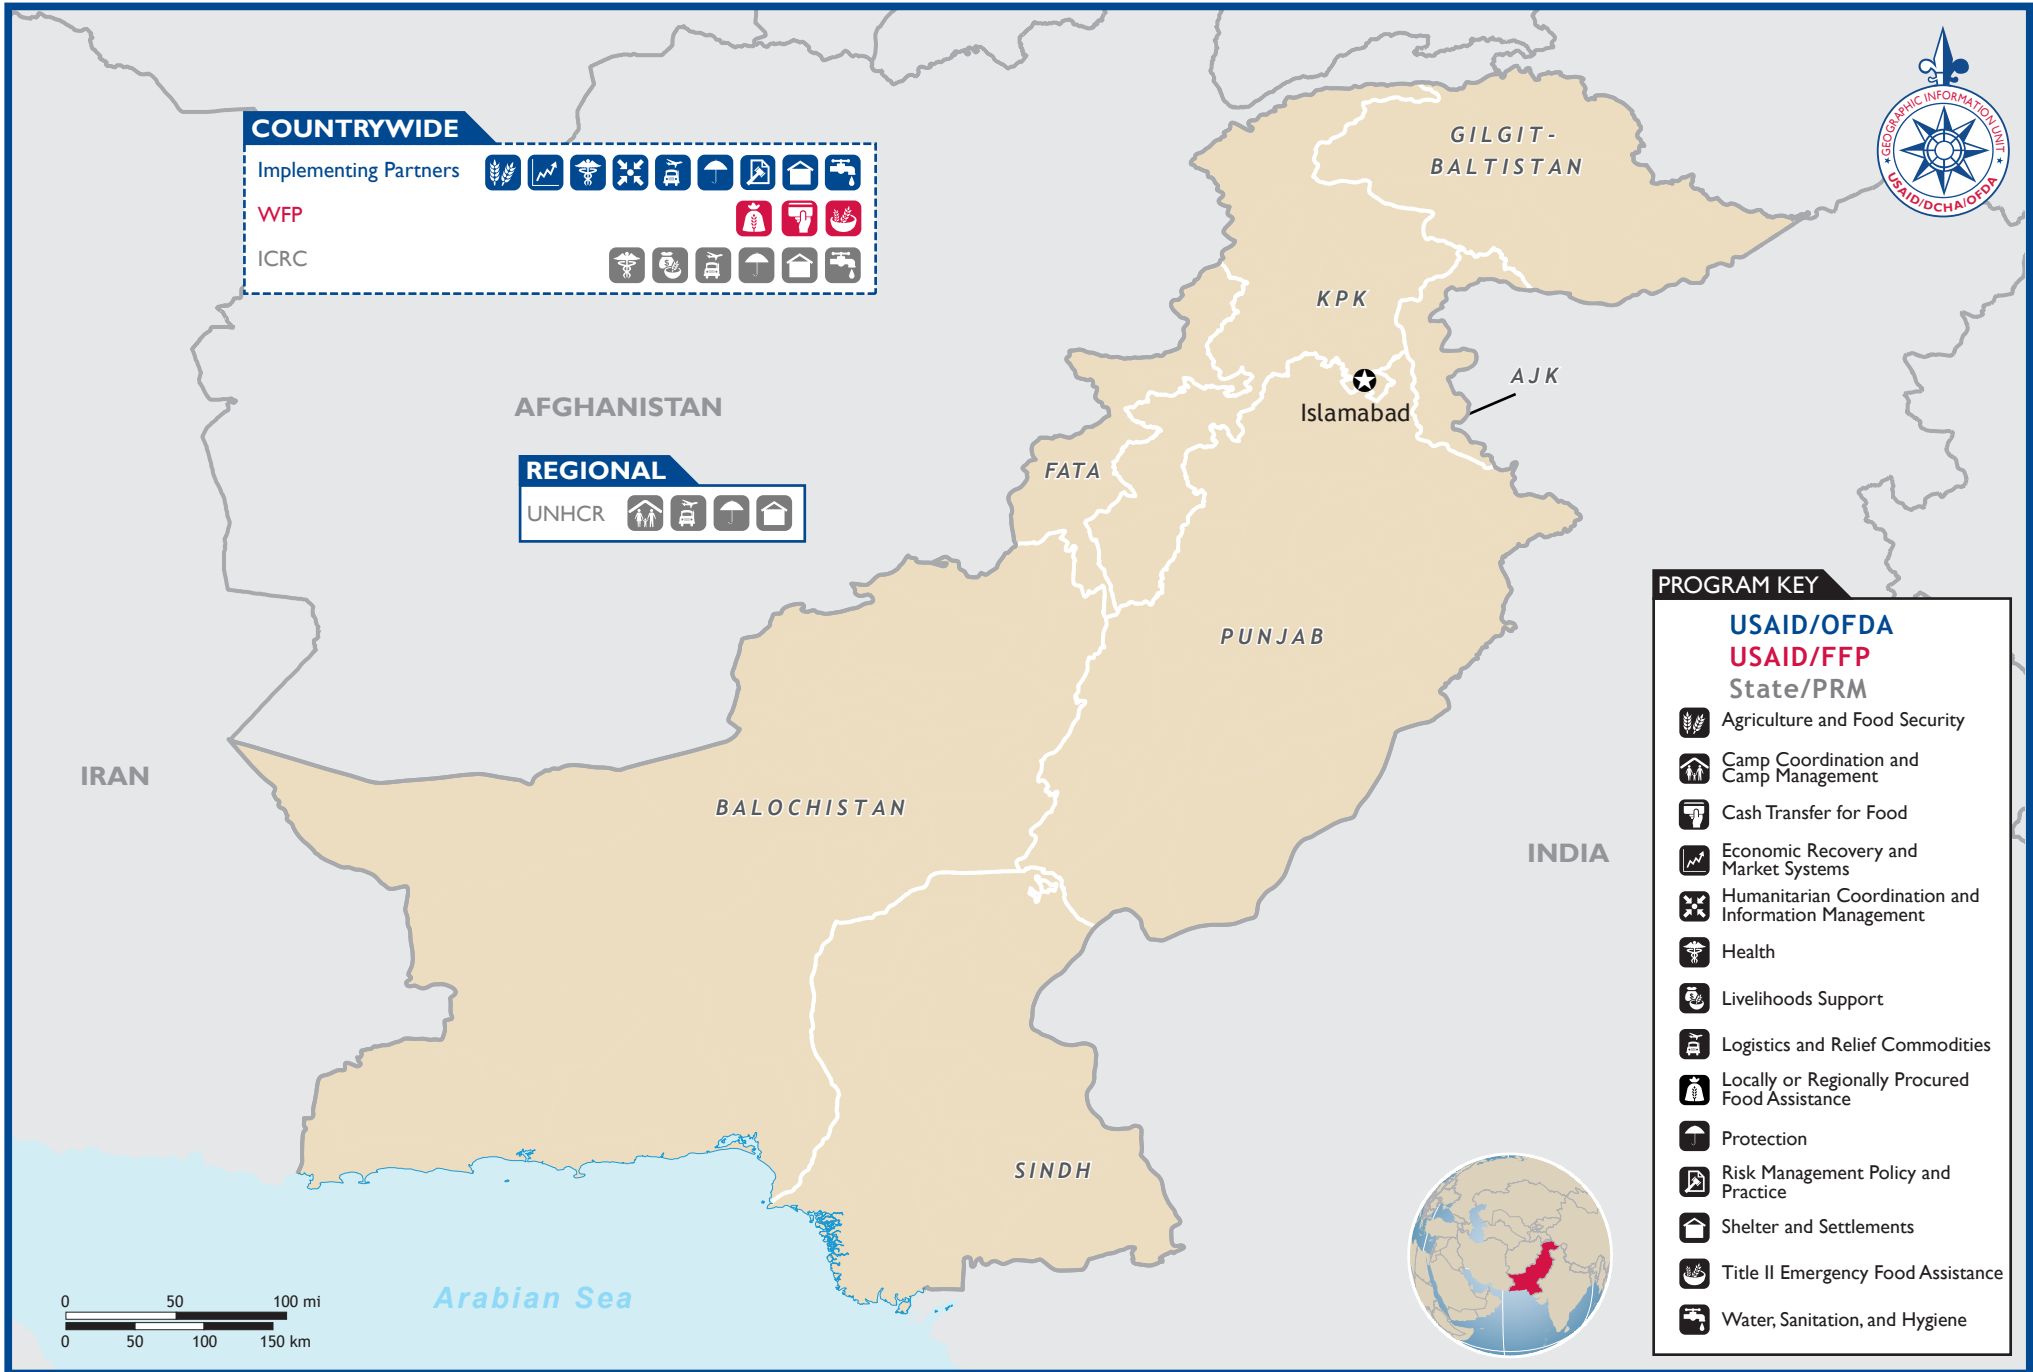 COUNTRYWIDE
Implementing Partners
WFP
ICRC
REGIONAL
UNHCR
GEOGRAPHIC INFORMATION UNIT
USAID/DCHA/OFDA
GILGIT-
BALTISTAN
KPK
AJK
Islamabad
AFGHANISTAN
FATA
PUNJAB
IRAN
BALOCHISTAN
INDIA
SINDH
Arabian Sea
0 50 100 mi
0 50 100 150 km
PROGRAM KEY
USAID/OFDA
USAID/FFP
State/PRM
Agriculture and Food Security
Camp Coordination and
Camp Management
Cash Transfer for Food
Economic Recovery and
Market Systems
Humanitarian Coordination and
Information Management
Health
Livelihoods Support
Logistics and Relief Commodities
Locally or Regionally Procured
Food Assistance
Protection
Risk Management Policy and
Practice
Shelter and Settlements
Title II Emergency Food Assistance
Water, Sanitation, and Hygiene